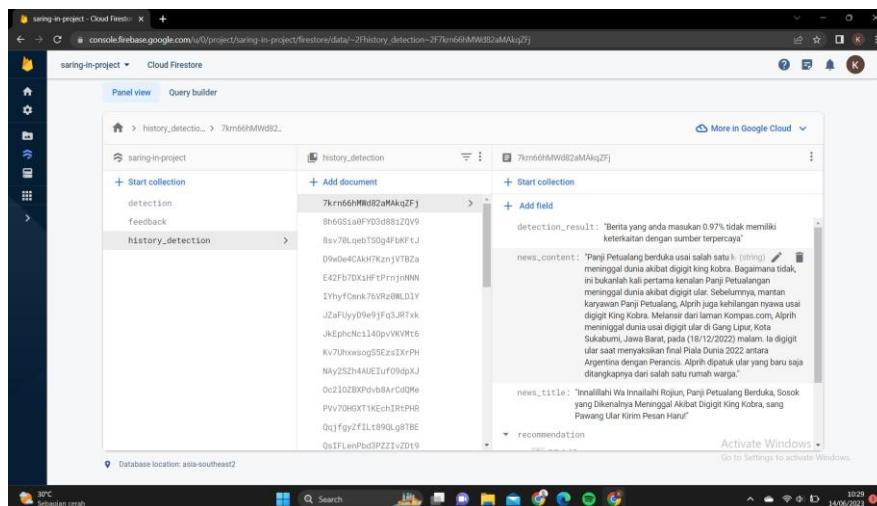 saring-in-project - Cloud Firestor
console.firebase.google.com/u/0/project/saring-in-project/firestore/data/~2Fhistory_detection~2F7krn66hMWd82aMAkqZFj
saring-in-project
Cloud Firestore
K
Panel view
Query builder
history_detectio...
7krn66hMWd82..
More in Google Cloud
saring-in-project
history_detection
7krn66hMWd82aMAkqZFj
Start collection
Add document
Start collection
detection
feedback
history_detection
7krn66hMWd82aMAkqZFj
8h6GSia0FYD3d88iZQV9
8sv70LqebTSOg4FbKFtJ
D9wOe4CAkH7KznjVTBZa
E42Fb7DXiHFtPrnjnNNN
IYhyfCmnk76VRz0WLD1Y
JZaFUyyD9e9jFq3JRTxk
JkEphcNcil4OpvVKVMt6
Kv7UhxwsogS5EzsIXrPH
NAy2SZh4AUEIuf09dpXJ
Oc21OZBXPdvb8ArCdQMe
PVv7OHGXT1KEchIRtPHR
QqjfgyZfILt89QLg8TBE
QsIFLenPbd3PZZIvZDt9
Add field
detection_result: "Berita yang anda masukan 0.97% tidak memiliki
keterkaitan dengan sumber terpercaya"
news_content: "Panji Petualang berduka usai salah satu k (string)
meninggal dunia akibat digigit king kobra. Bagaimana tidak,
ini bukanlah kali pertama kenalan Panji Petualangan
meninggal dunia akibat digigit ular. Sebelumnya, mantan
karyawan Panji Petualang, Alprih juga kehilangan nyawa usai
digigit King Kobra. Melansir dari laman Kompas.com, Alprih
meniniggal dunia usai digigit ular di Gang Lipur, Kota
Sukabumi, Jawa Barat, pada (18/12/2022) malam. Ia digigit
ular saat menyaksikan final Piala Dunia 2022 antara
Argentina dengan Perancis. Alprih dipatuk ular yang baru saja
ditangkapnya dari salah satu rumah warga."
news_title: "Innalillahi Wa Innailaihi Rojiun, Panji Petualang Berduka, Sosok
yang Dikenalnya Meninggal Akibat Digigit King Kobra, sang
Pawang Ular Kirim Pesan Haru!"
recommendation
Activate Windows
Go to Settings to activate Windows.
Database location: asia-southeast2
30°C
Sebagian cerah
Search
10:29
14/06/2023